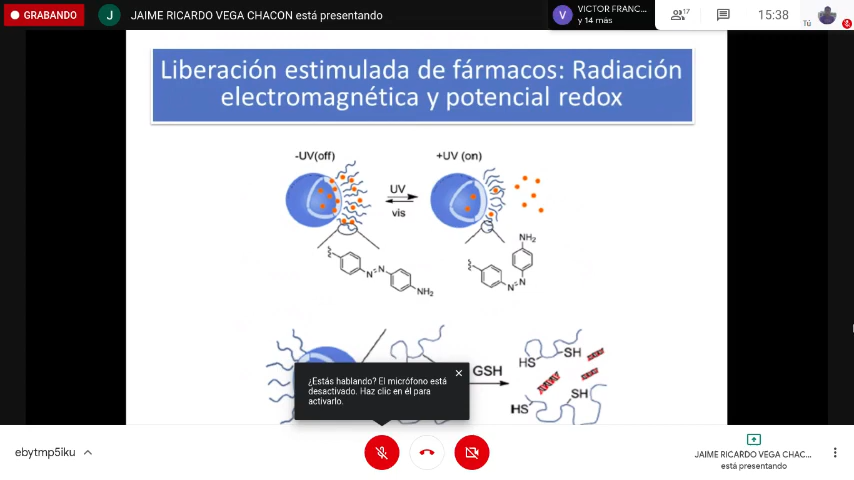 GRABANDO
J
JAIME RICARDO VEGA CHACON está presentando
V
VICTOR FRANC...
y 14 más
17
15:38
Tú
Liberación estimulada de fármacos: Radiación
electromagnética y potencial redox
-UV(off)
+UV (on)
UV
vis
N=N
NH2
NH2
N=N
GSH
HS
SH
SH
HS
¿Estás hablando? El micrófono está
desactivado. Haz clic en él para
activarlo.
ebytmp5iku
JAIME RICARDO VEGA CHAC...
está presentando